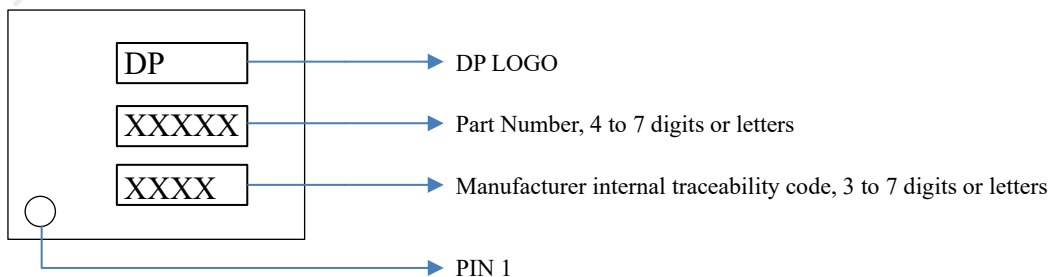 DP
DP LOGO
XXXXX
Part Number, 4 to 7 digits or letters
XXXX
Manufacturer internal traceability code, 3 to 7 digits or letters
PIN 1